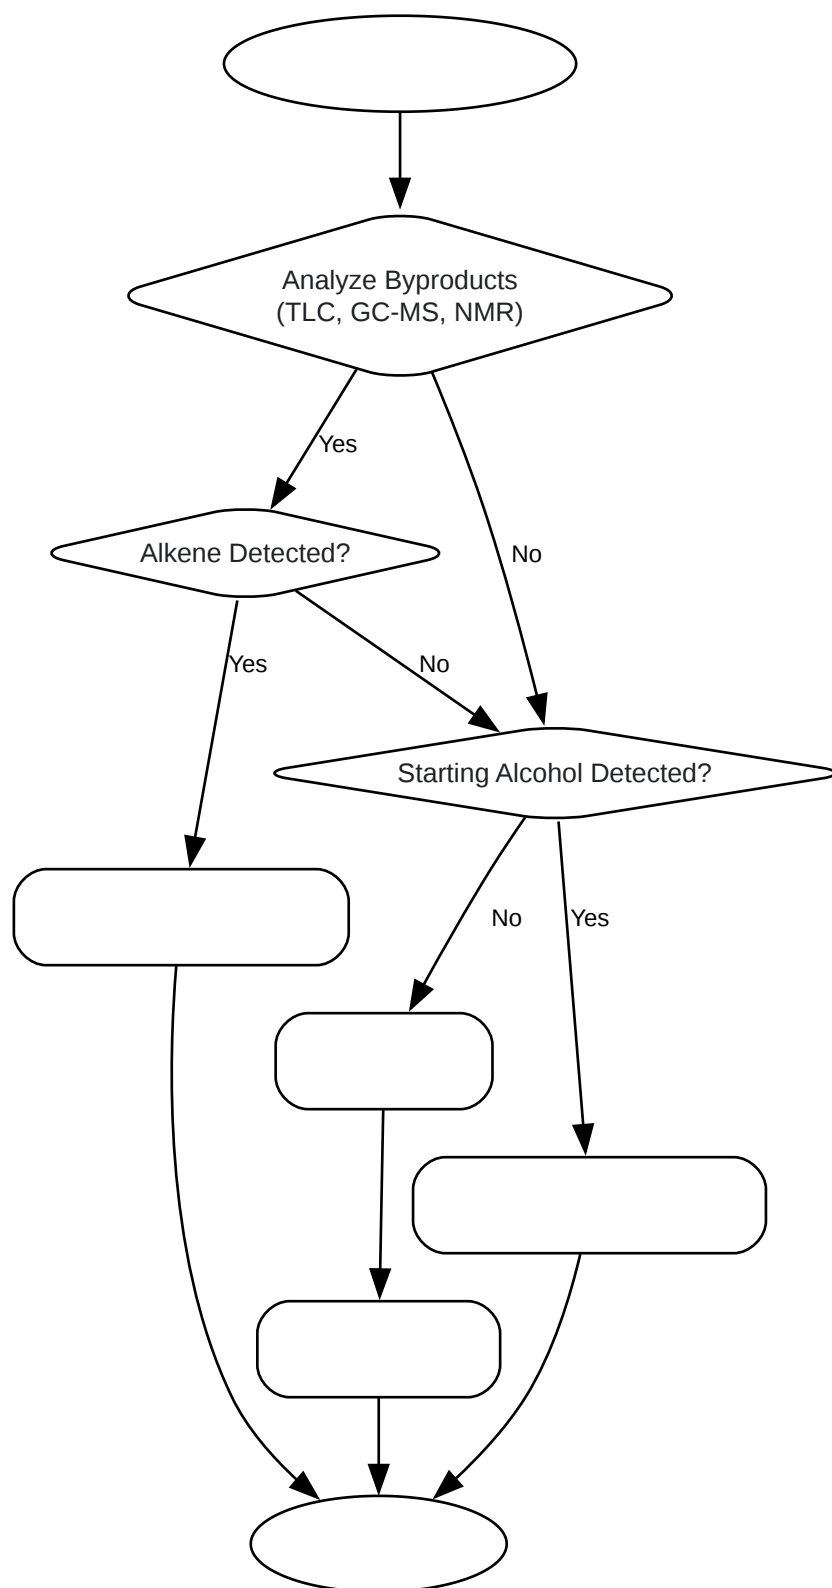 Analyze Byproducts
(TLC, GC-MS, NMR)
Yes
Alkene Detected?
No
Yes
No
Starting Alcohol Detected?
No
Yes